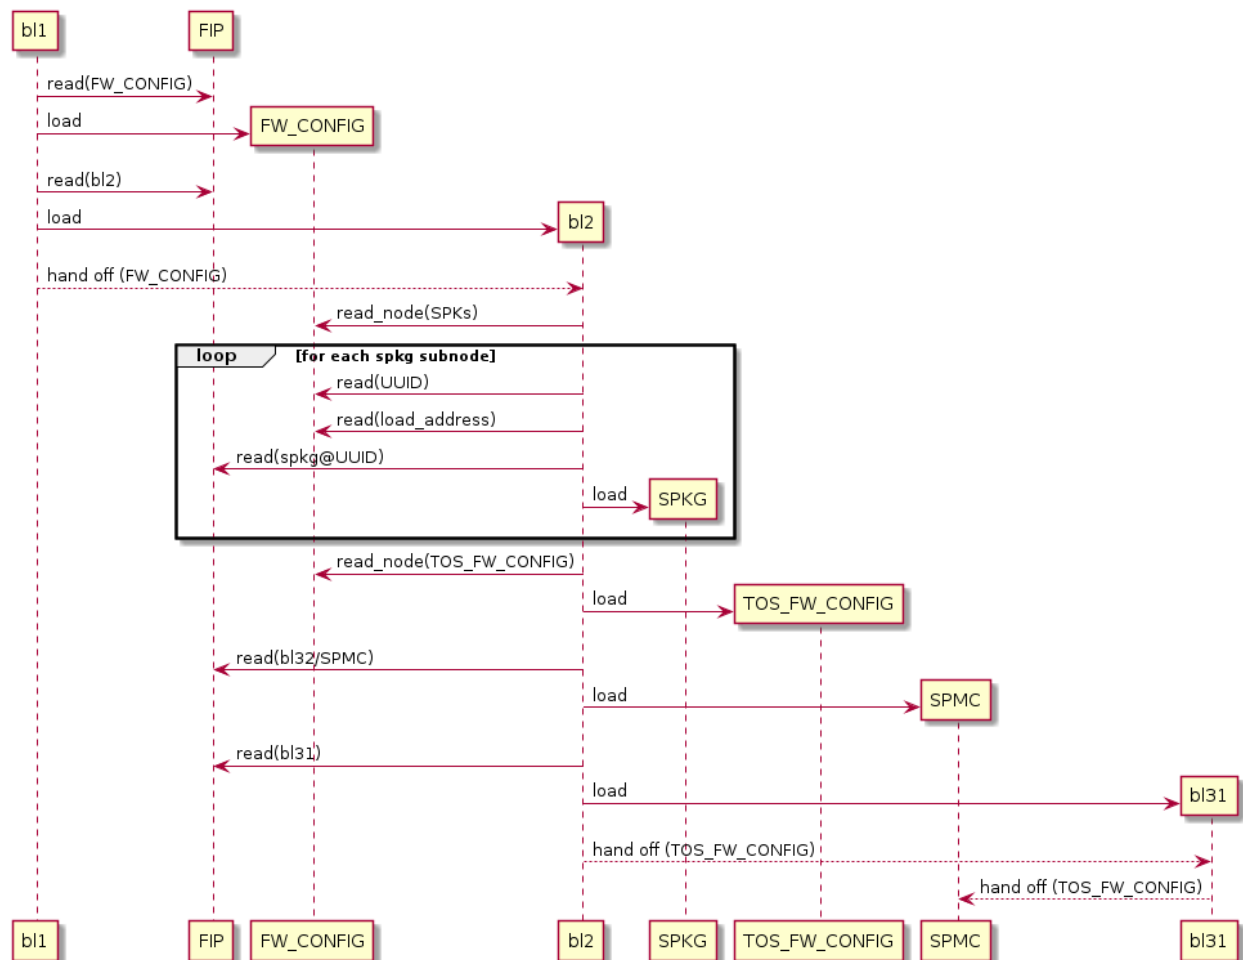 bl1
FIP
read(FW_CONFIG)
load
FW_CONFIG
read(bl2)
load
bl2
hand off (FW_CONFIG)
read_node(SPKs)
loop
[for each spkg subnode]
read(UUID)
read(load_address)
read(spkg@UUID)
load
SPKG
read_node(TOS_FW_CONFIG)
load
TOS_FW_CONFIG
read(bl32/SPMC)
load
SPMC
read(bl31)
load
bl31
hand off (TOS_FW_CONFIG)
hand off (TOS_FW_CONFIG)
bl1
FIP
FW_CONFIG
bl2
SPKG
TOS_FW_CONFIG
SPMC
bl31